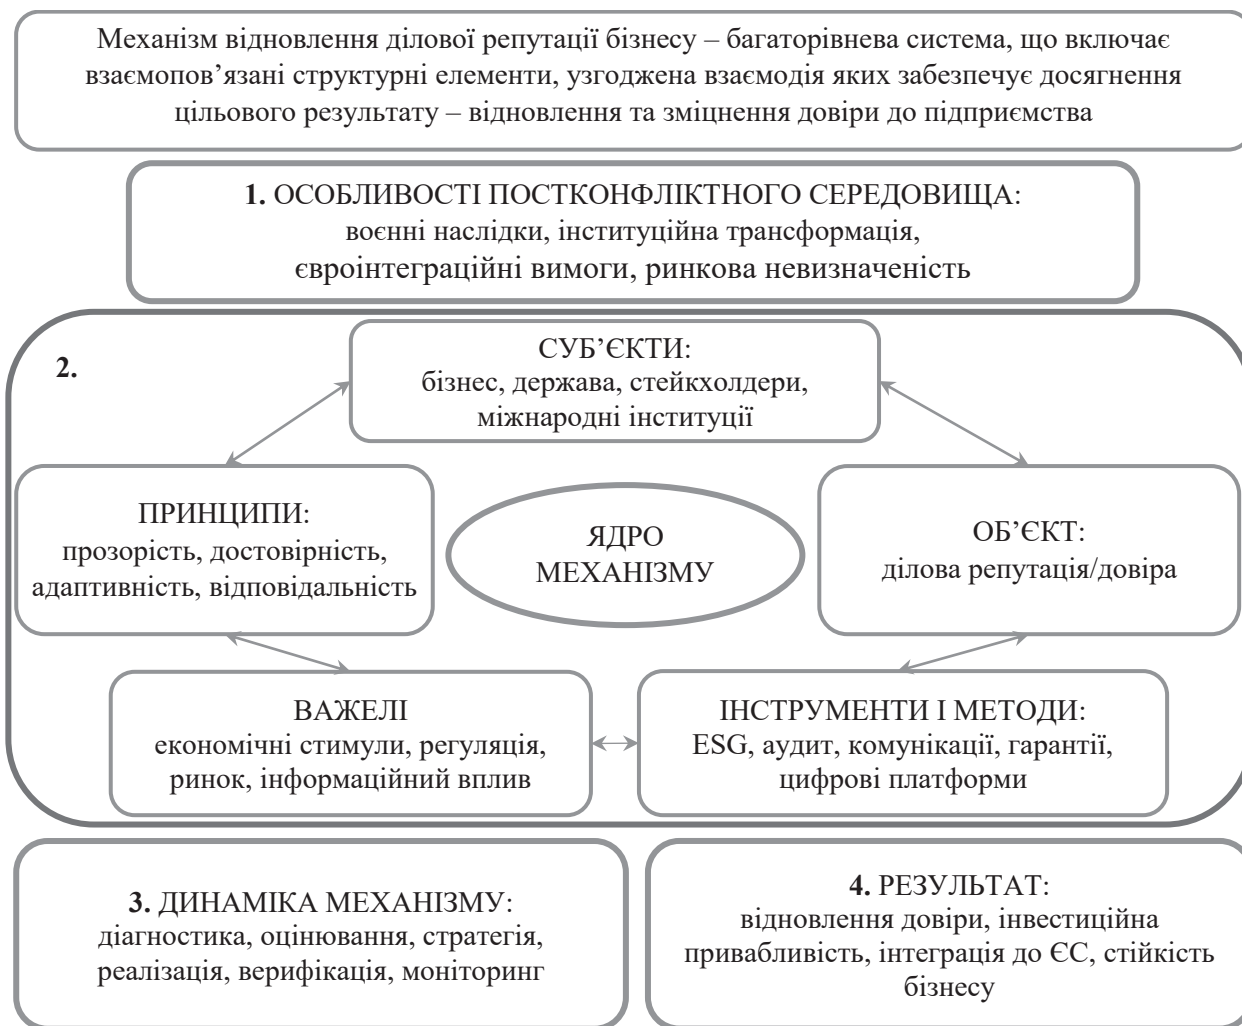 Механізм відновлення ділової репутації бізнесу – багаторівнева система, що включає
взаємопов’язані структурні елементи, узгоджена взаємодія яких забезпечує досягнення
цільового результату – відновлення та зміцнення довіри до підприємства
1. ОСОБЛИВОСТІ ПОСТКОНФЛІКТНОГО СЕРЕДОВИЩА:
воєнні наслідки, інституційна трансформація,
євроінтеграційні вимоги, ринкова невизначеність
2.
СУБ’ЄКТИ:
бізнес, держава, стейкхолдери,
міжнародні інституції
ПРИНЦИПИ:
прозорість, достовірність,
адаптивність, відповідальність
ЯДРО
МЕХАНІЗМУ
ОБ’ЄКТ:
ділова репутація/довіра
ВАЖЕЛІ
економічні стимули, регуляція,
ринок, інформаційний вплив
ІНСТРУМЕНТИ І МЕТОДИ:
ESG, аудит, комунікації, гарантії,
цифрові платформи
3. ДИНАМІКА МЕХАНІЗМУ:
діагностика, оцінювання, стратегія,
реалізація, верифікація, моніторинг
4. РЕЗУЛЬТАТ:
відновлення довіри, інвестиційна
привабливість, інтеграція до ЄС, стійкість
бізнесу